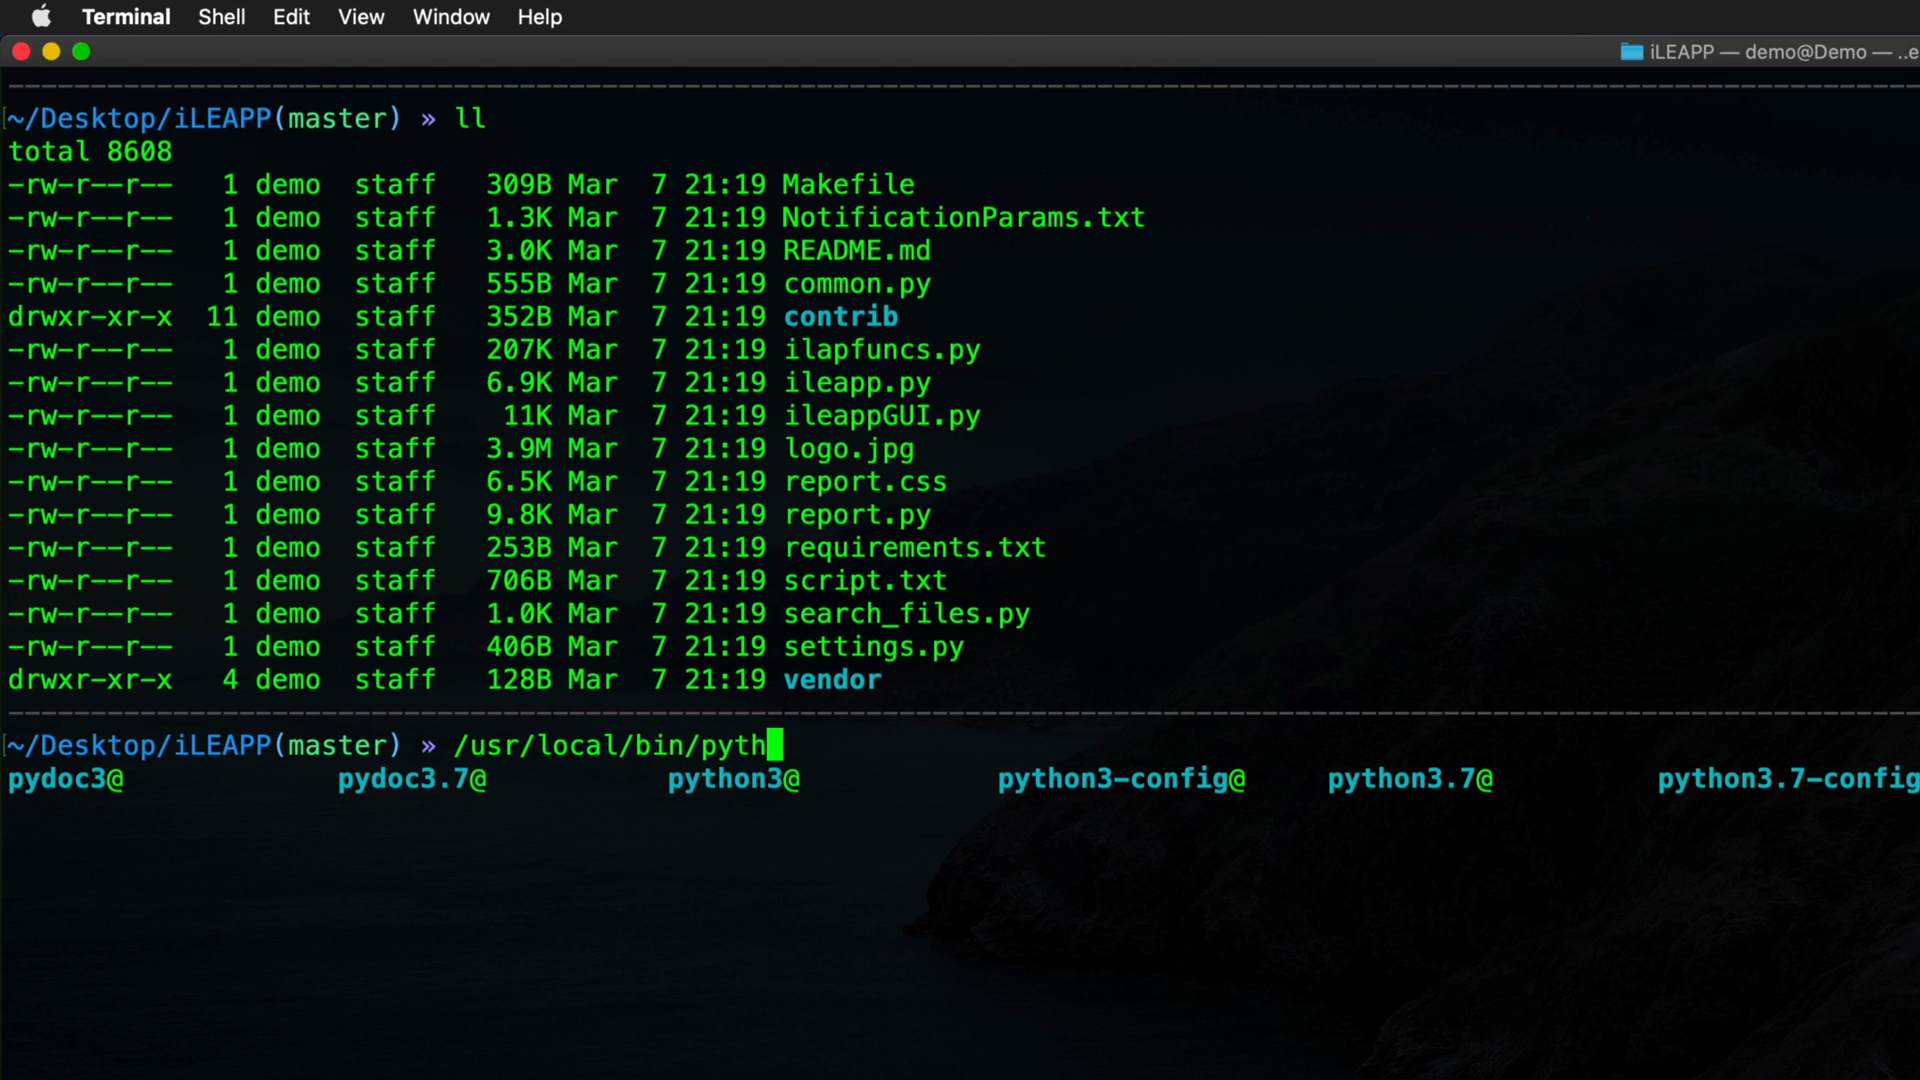 Terminal Shell Edit View Window Help
iLEAPP — demo@Demo — ..e
~/Desktop/iLEAPP(master) » ll
total 8608
-rw-r--r--   1 demo  staff   309B Mar  7 21:19 Makefile
-rw-r--r--   1 demo  staff   1.3K Mar  7 21:19 NotificationParams.txt
-rw-r--r--   1 demo  staff   3.0K Mar  7 21:19 README.md
-rw-r--r--   1 demo  staff   555B Mar  7 21:19 common.py
drwxr-xr-x  11 demo  staff   352B Mar  7 21:19 contrib
-rw-r--r--   1 demo  staff   207K Mar  7 21:19 ilapfuncs.py
-rw-r--r--   1 demo  staff   6.9K Mar  7 21:19 ileapp.py
-rw-r--r--   1 demo  staff    11K Mar  7 21:19 ileappGUI.py
-rw-r--r--   1 demo  staff   3.9M Mar  7 21:19 logo.jpg
-rw-r--r--   1 demo  staff   6.5K Mar  7 21:19 report.css
-rw-r--r--   1 demo  staff   9.8K Mar  7 21:19 report.py
-rw-r--r--   1 demo  staff   253B Mar  7 21:19 requirements.txt
-rw-r--r--   1 demo  staff   706B Mar  7 21:19 script.txt
-rw-r--r--   1 demo  staff   1.0K Mar  7 21:19 search_files.py
-rw-r--r--   1 demo  staff   406B Mar  7 21:19 settings.py
drwxr-xr-x   4 demo  staff   128B Mar  7 21:19 vendor
~/Desktop/iLEAPP(master) » /usr/local/bin/pyth
pydoc3@ pydoc3.7@ python3@ python3-config@ python3.7@ python3.7-config